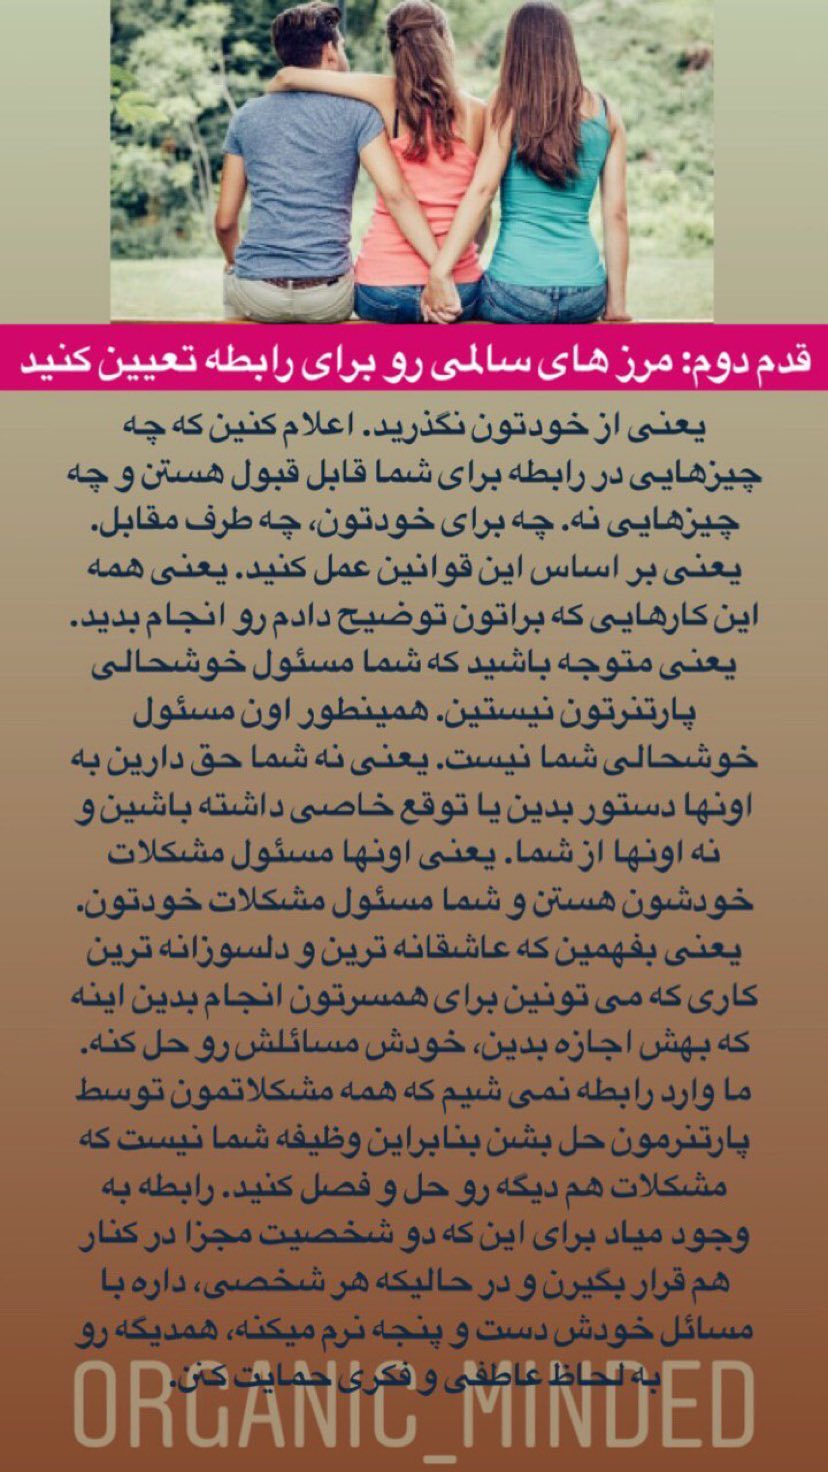 قدم دوم: مرز های سالمی رو برای رابطه تعیین کنید
یعنی از خودتون نگذرید. اعلام کنین که چه
چیزهایی در رابطه برای شما قابل قبول هستن و چه
چیزهایی نه. چه برای خودتون، چه طرف مقابل.
یعنی بر اساس این قوانین عمل کنید. یعنی همه
این کارهایی که براتون توضیح دادم رو انجام بدید.
یعنی متوجه باشید که شما مسئول خوشحالی
پارتنرتون نیستین. همینطور اون مسئول
خوشحالی شما نیست. یعنی نه شما حق دارین به
اونها دستور بدین یا توقع خاصی داشته باشین و
نه اونها از شما. یعنی اونها مسئول مشکلات
خودشون هستن و شما مسئول مشکلات خودتون.
یعنی بفهمین که عاشقانه ترین و دلسوزانه ترین
کاری که می تونین برای همسرتون انجام بدین اینه
که بهش اجازه بدین، خودش مسائلش رو حل کنه.
ما وارد رابطه نمی شیم که همه مشکلاتمون توسط
پارتنرمون حل بشن بنابراین وظیفه شما نیست که
مشکلات هم دیگه رو حل و فصل کنید. رابطه به
وجود میاد برای این که دو شخصیت مجزا در کنار
هم قرار بگیرن و در حالیکه هر شخصی، داره با
مسائل خودش دست و پنجه نرم میکنه، همدیگه رو
به لحاظ عاطفی و فکری حمایت کنن.
ORGANIC_MINDED